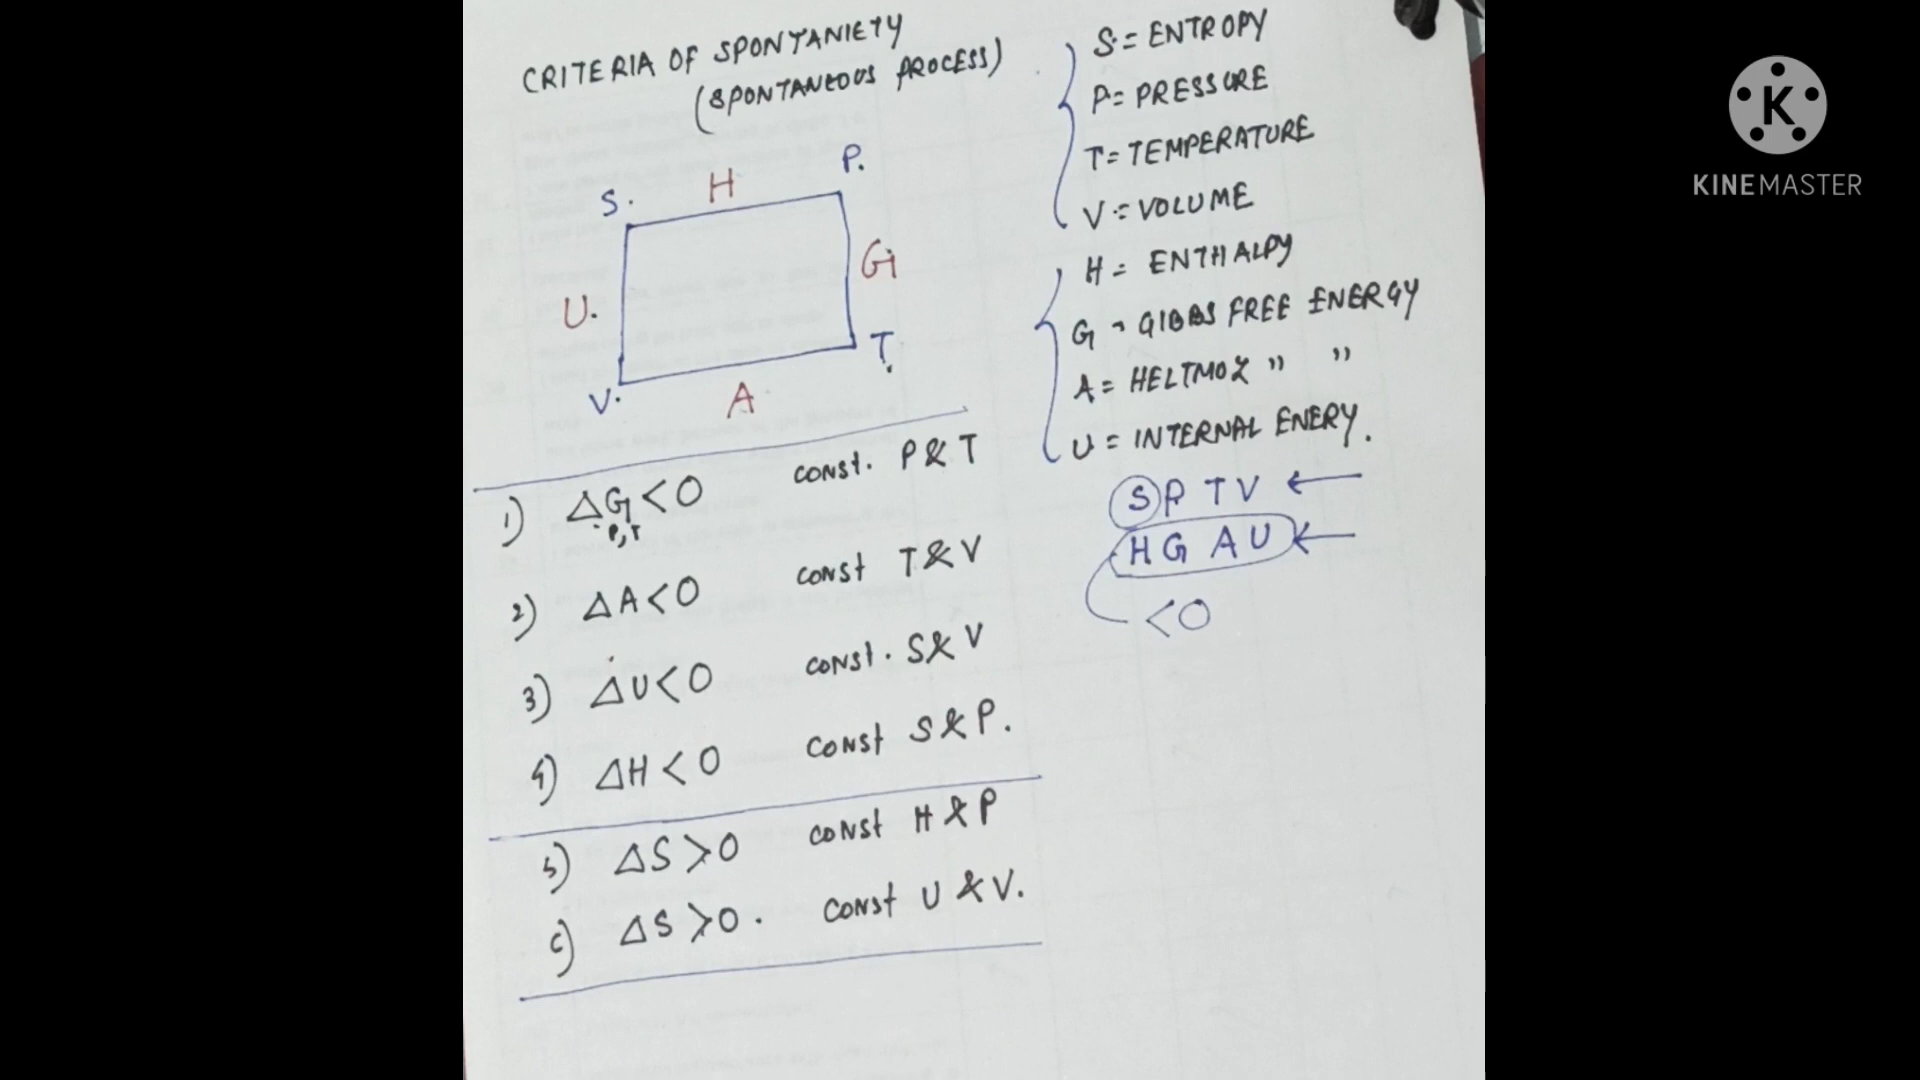 CRITERIA OF SPONTANIETY
(SPONTANEOUS PROCESS)
S. H P.
U. G
V. A T.
1) ΔG<0 const. P&T
P,T
2) ΔA<0 const T&V
3) ΔU<0 const. S&V
4) ΔH<0 const S&P.
5) ΔS>0 const H&P
6) ΔS>0. const U&V.
S = ENTROPY
P = PRESSURE
T = TEMPERATURE
V = VOLUME
H = ENTHALPY
G = GIBBS FREE ENERGY
A = HELTMOZ " "
U = INTERNAL ENERY.
S P T V ←
H G A U ←
<0
K
KINEMASTER